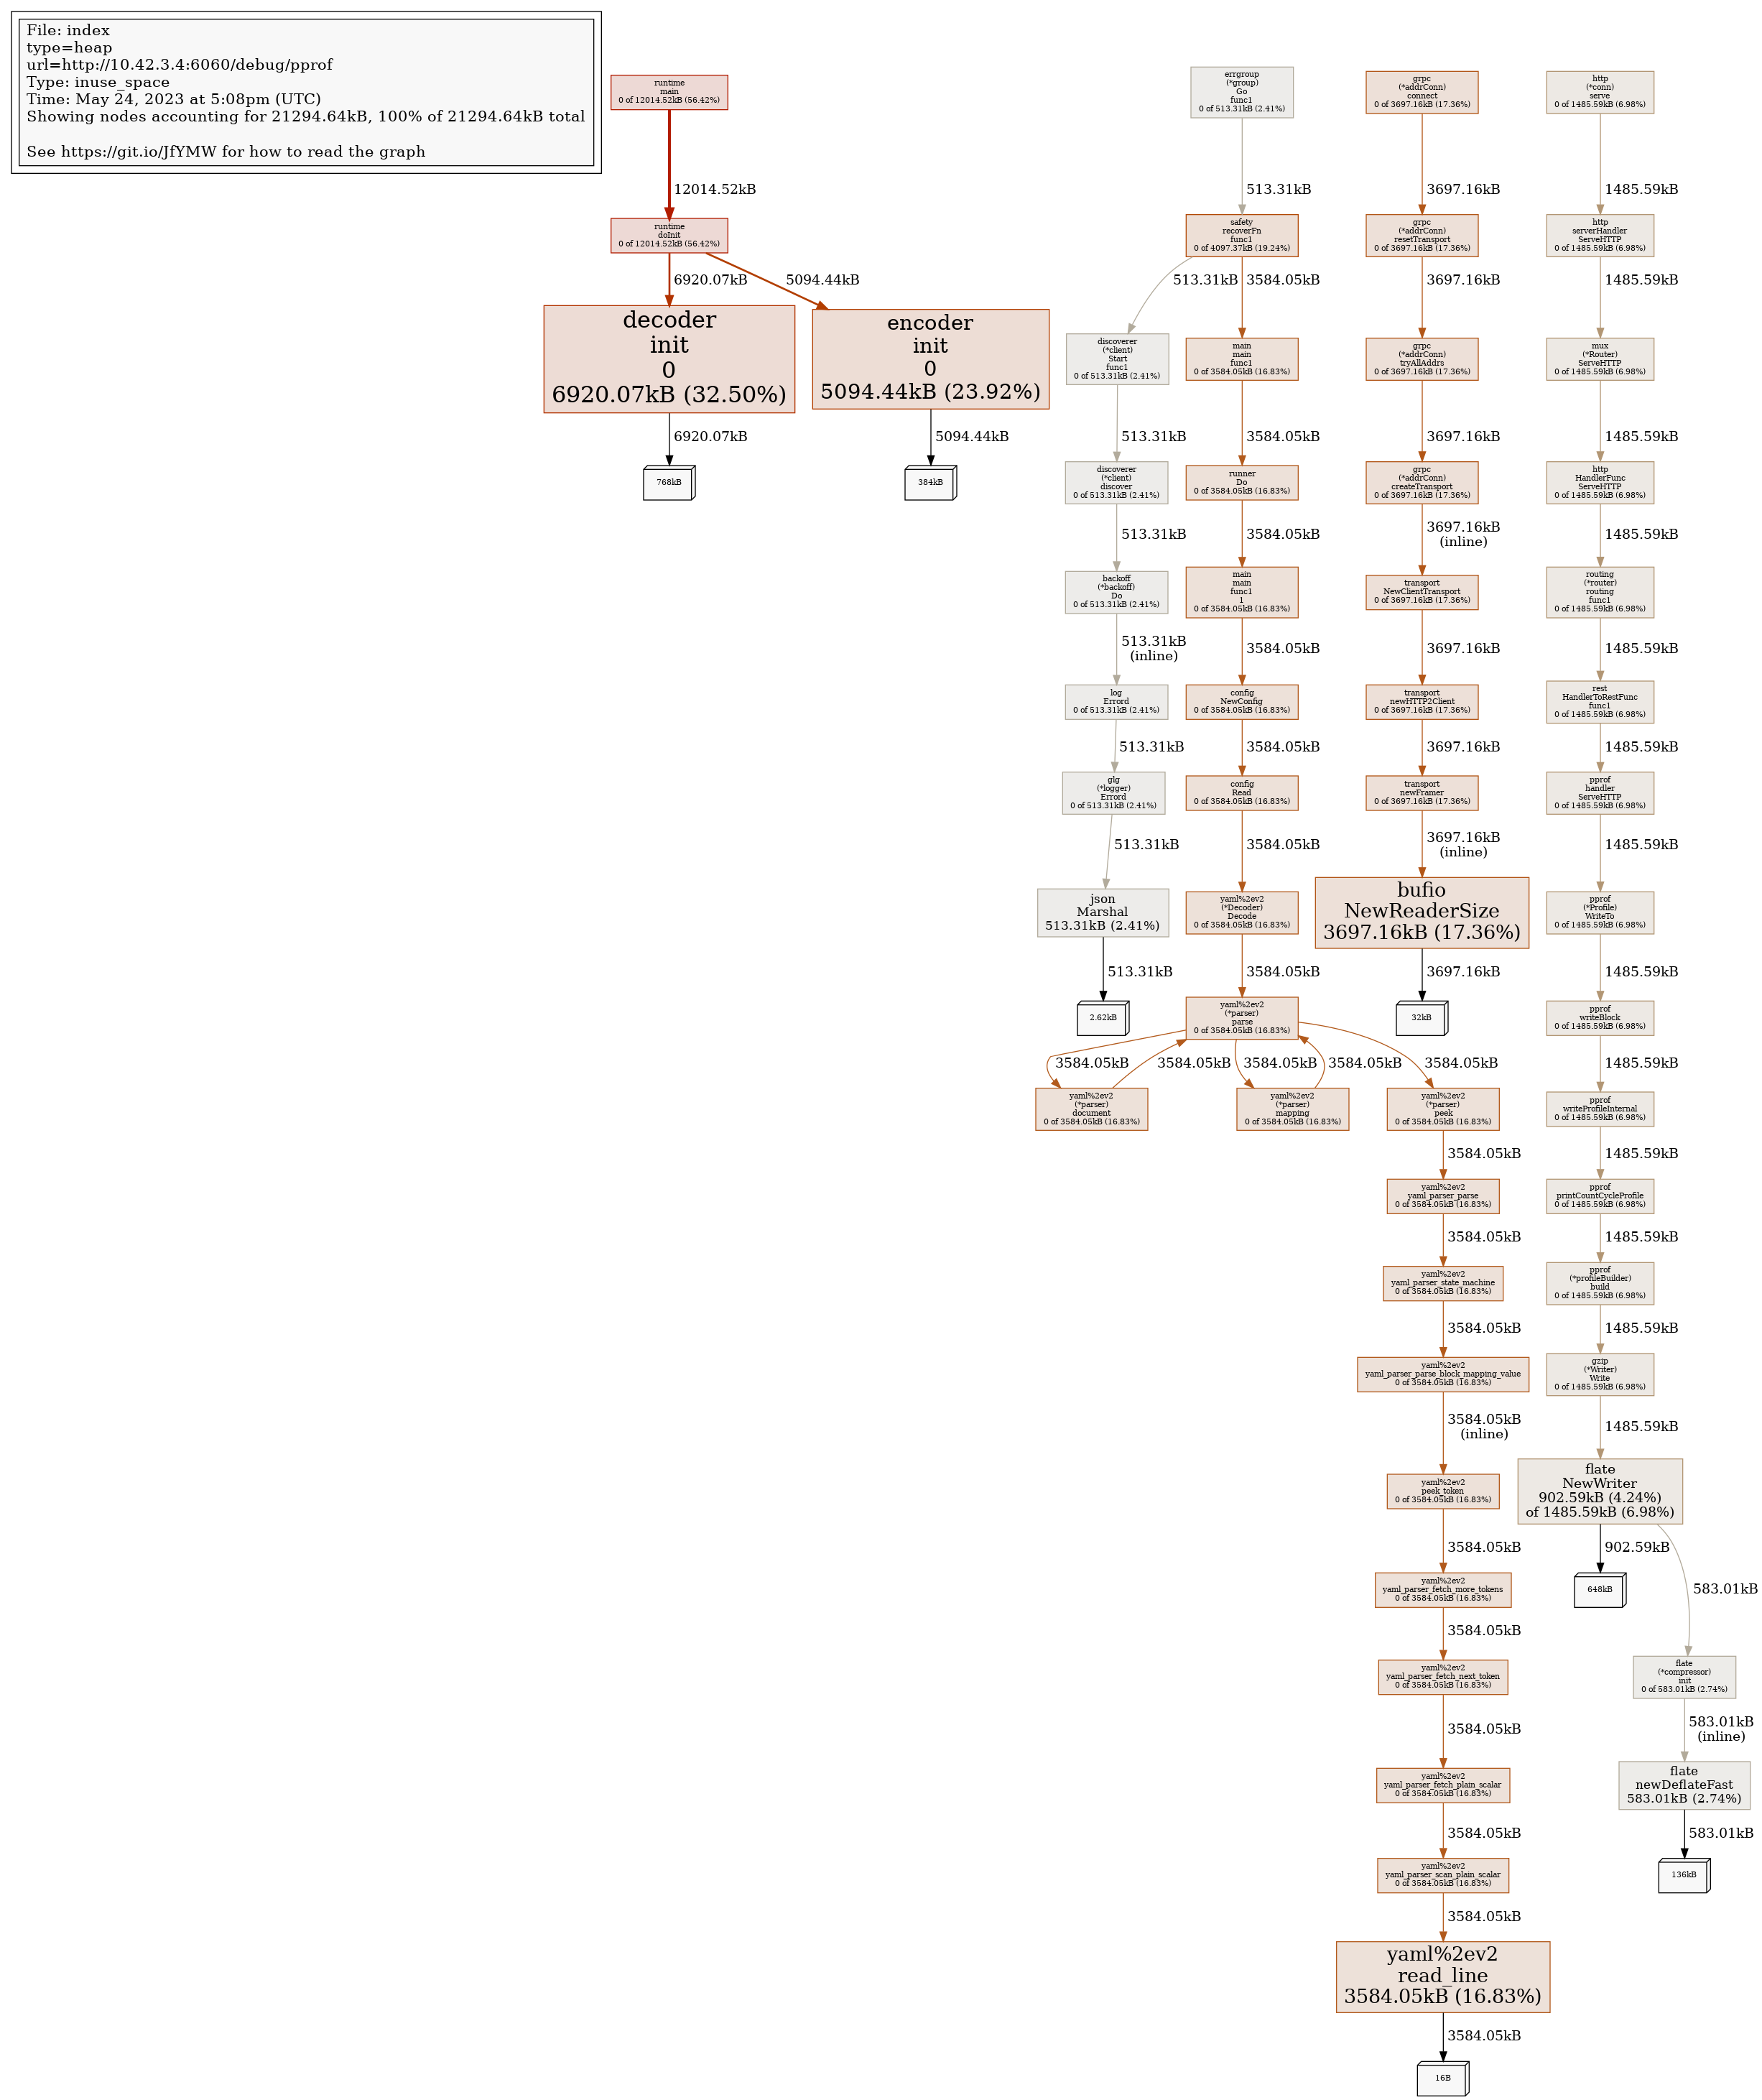 File: index
type=heap
url=http://10.42.3.4:6060/debug/pprof
Type: inuse_space
Time: May 24, 2023 at 5:08pm (UTC)
Showing nodes accounting for 21294.64kB, 100% of 21294.64kB total
See https://git.io/JfYMW for how to read the graph
runtime
main
0 of 12014.52kB (56.42%)
12014.52kB
runtime
doInit
0 of 12014.52kB (56.42%)
6920.07kB
5094.44kB
decoder
init
0
6920.07kB (32.50%)
encoder
init
0
5094.44kB (23.92%)
6920.07kB
5094.44kB
768kB
384kB
errgroup
(*group)
Go
func1
0 of 513.31kB (2.41%)
513.31kB
safety
recoverFn
func1
0 of 4097.37kB (19.24%)
513.31kB
3584.05kB
discoverer
(*client)
Start
func1
0 of 513.31kB (2.41%)
513.31kB
discoverer
(*client)
discover
0 of 513.31kB (2.41%)
513.31kB
backoff
(*backoff)
Do
0 of 513.31kB (2.41%)
513.31kB
(inline)
log
Errord
0 of 513.31kB (2.41%)
513.31kB
glg
(*logger)
Errord
0 of 513.31kB (2.41%)
513.31kB
json
Marshal
513.31kB (2.41%)
513.31kB
2.62kB
main
main
func1
0 of 3584.05kB (16.83%)
3584.05kB
runner
Do
0 of 3584.05kB (16.83%)
3584.05kB
main
main
func1
1
0 of 3584.05kB (16.83%)
3584.05kB
config
NewConfig
0 of 3584.05kB (16.83%)
3584.05kB
config
Read
0 of 3584.05kB (16.83%)
3584.05kB
yaml%2ev2
(*Decoder)
Decode
0 of 3584.05kB (16.83%)
3584.05kB
yaml%2ev2
(*parser)
parse
0 of 3584.05kB (16.83%)
3584.05kB
3584.05kB
3584.05kB
3584.05kB
3584.05kB
yaml%2ev2
(*parser)
document
0 of 3584.05kB (16.83%)
yaml%2ev2
(*parser)
mapping
0 of 3584.05kB (16.83%)
yaml%2ev2
(*parser)
peek
0 of 3584.05kB (16.83%)
3584.05kB
yaml%2ev2
yaml_parser_parse
0 of 3584.05kB (16.83%)
3584.05kB
yaml%2ev2
yaml_parser_state_machine
0 of 3584.05kB (16.83%)
3584.05kB
yaml%2ev2
yaml_parser_parse_block_mapping_value
0 of 3584.05kB (16.83%)
3584.05kB
(inline)
yaml%2ev2
peek_token
0 of 3584.05kB (16.83%)
3584.05kB
yaml%2ev2
yaml_parser_fetch_more_tokens
0 of 3584.05kB (16.83%)
3584.05kB
yaml%2ev2
yaml_parser_fetch_next_token
0 of 3584.05kB (16.83%)
3584.05kB
yaml%2ev2
yaml_parser_fetch_plain_scalar
0 of 3584.05kB (16.83%)
3584.05kB
yaml%2ev2
yaml_parser_scan_plain_scalar
0 of 3584.05kB (16.83%)
3584.05kB
yaml%2ev2
read_line
3584.05kB (16.83%)
3584.05kB
16B
grpc
(*addrConn)
connect
0 of 3697.16kB (17.36%)
3697.16kB
grpc
(*addrConn)
resetTransport
0 of 3697.16kB (17.36%)
3697.16kB
grpc
(*addrConn)
tryAllAddrs
0 of 3697.16kB (17.36%)
3697.16kB
grpc
(*addrConn)
createTransport
0 of 3697.16kB (17.36%)
3697.16kB
(inline)
transport
NewClientTransport
0 of 3697.16kB (17.36%)
3697.16kB
transport
newHTTP2Client
0 of 3697.16kB (17.36%)
3697.16kB
transport
newFramer
0 of 3697.16kB (17.36%)
3697.16kB
(inline)
bufio
NewReaderSize
3697.16kB (17.36%)
3697.16kB
32kB
http
(*conn)
serve
0 of 1485.59kB (6.98%)
1485.59kB
http
serverHandler
ServeHTTP
0 of 1485.59kB (6.98%)
1485.59kB
mux
(*Router)
ServeHTTP
0 of 1485.59kB (6.98%)
1485.59kB
http
HandlerFunc
ServeHTTP
0 of 1485.59kB (6.98%)
1485.59kB
routing
(*router)
routing
func1
0 of 1485.59kB (6.98%)
1485.59kB
rest
HandlerToRestFunc
func1
0 of 1485.59kB (6.98%)
1485.59kB
pprof
handler
ServeHTTP
0 of 1485.59kB (6.98%)
1485.59kB
pprof
(*Profile)
WriteTo
0 of 1485.59kB (6.98%)
1485.59kB
pprof
writeBlock
0 of 1485.59kB (6.98%)
1485.59kB
pprof
writeProfileInternal
0 of 1485.59kB (6.98%)
1485.59kB
pprof
printCountCycleProfile
0 of 1485.59kB (6.98%)
1485.59kB
pprof
(*profileBuilder)
build
0 of 1485.59kB (6.98%)
1485.59kB
gzip
(*Writer)
Write
0 of 1485.59kB (6.98%)
1485.59kB
flate
NewWriter
902.59kB (4.24%)
of 1485.59kB (6.98%)
902.59kB
648kB
583.01kB
flate
(*compressor)
init
0 of 583.01kB (2.74%)
583.01kB
(inline)
flate
newDeflateFast
583.01kB (2.74%)
583.01kB
136kB